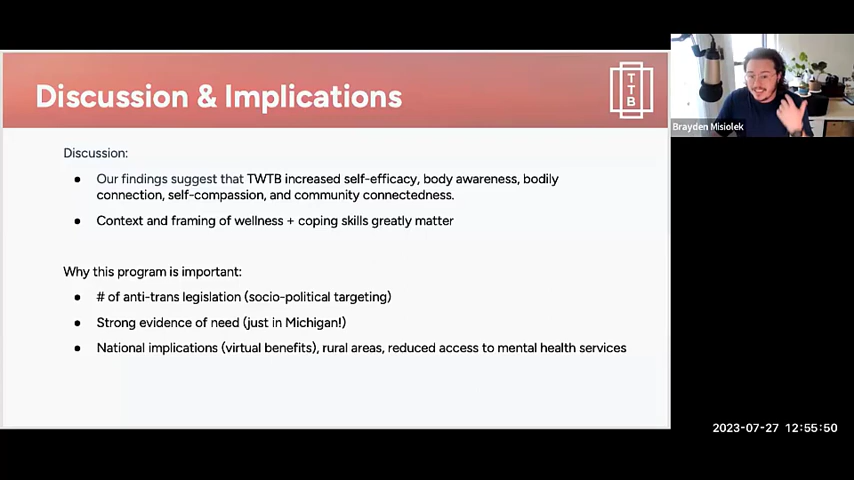 Discussion & Implications
T
T
B
Brayden Misiolek
Discussion:
Our findings suggest that TWTB increased self-efficacy, body awareness, bodily
connection, self-compassion, and community connectedness.
Context and framing of wellness + coping skills greatly matter
Why this program is important:
# of anti-trans legislation (socio-political targeting)
Strong evidence of need (just in Michigan!)
National implications (virtual benefits), rural areas, reduced access to mental health services
2023-07-27 12:55:50